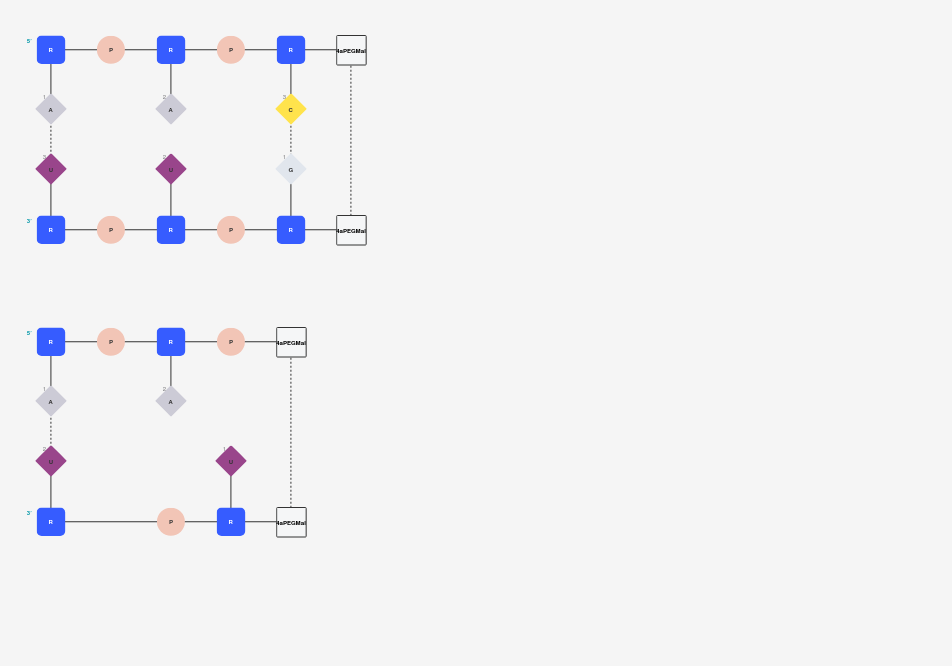 5' R P R P R 4aPEGMal
1 A 2 A 3 C
3 U 2 U 1 G
3' R P R P R 4aPEGMal
5' R P R P 4aPEGMal
1 A 2 A
2 U 1 U
3' R P R 4aPEGMal